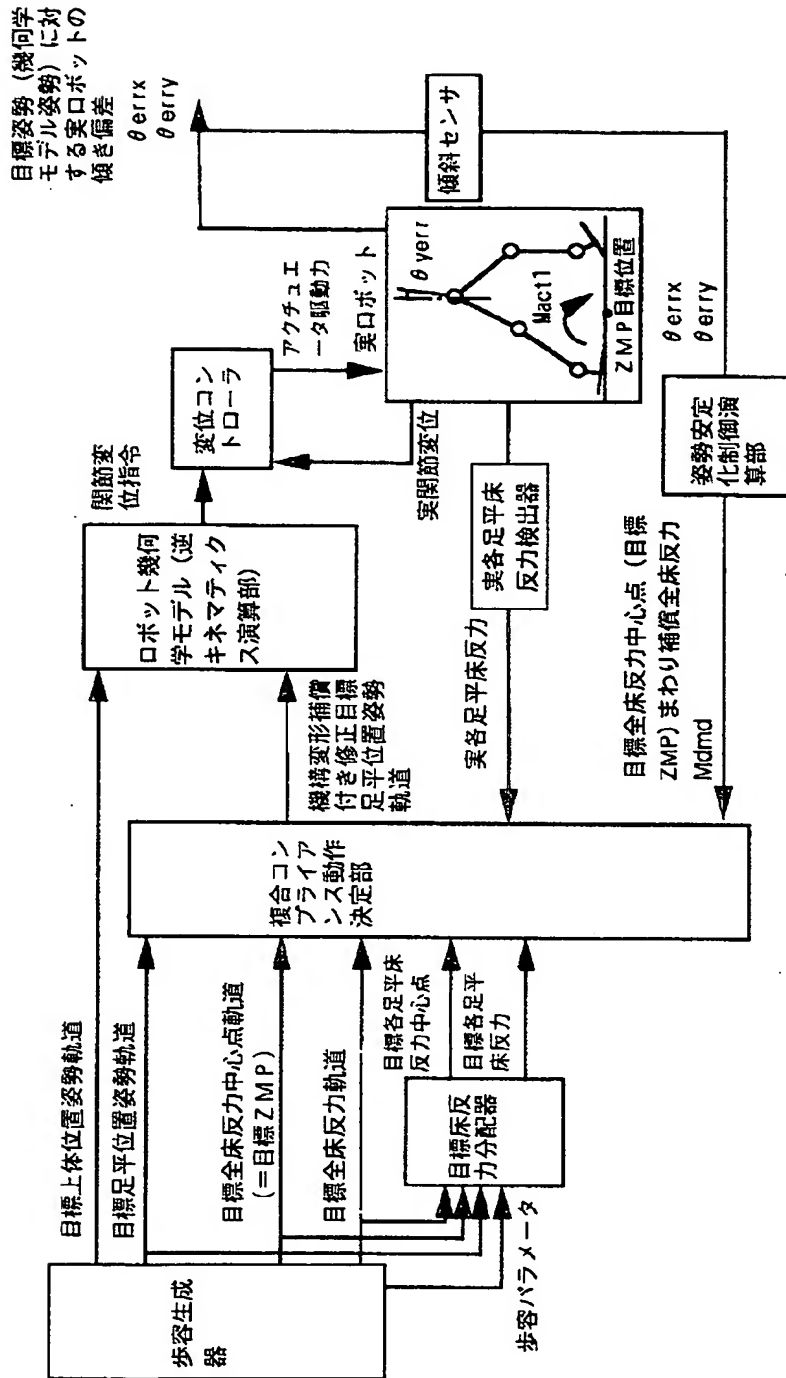 歩容生成
器
目標上体位置姿勢軌道
目標足平位置姿勢軌道
目標全床反力中心点軌道
(=目標ZMP)
目標全床反力軌道
歩容パラメータ
目標床反
力分配器
目標各足平床
反力中心点
目標各足平
床反力
複合コン
プライア
ンス動作
決定部
機構変形補償
付き修正目標
足平位置姿勢
軌道
実各足平床反力
目標全床反力中心点(目標
ZMP)まわり補償全床反力
Mdmd
ロボット幾何
学モデル(逆
キネマティク
ス演算部)
関節変
位指令
変位コン
トローラ
アクチュエ
ータ駆動力
実関節変位
実各足平床
反力検出器
実ロボット
θyerr
Mact1
ZMP目標位置
傾斜センサ
θerrx
θerry
姿勢安定
化制御演
算部
目標姿勢(幾何学
モデル姿勢)に対
する実ロボットの
傾き偏差
θerrx
θerry